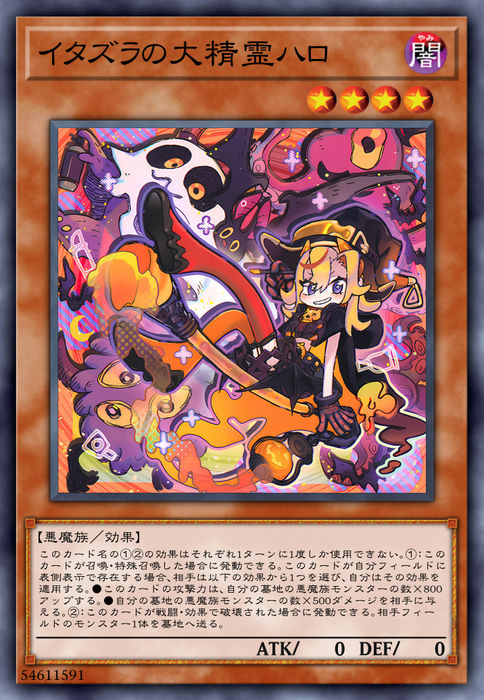 イタズラの大精霊ハロ
やみ
闇
【悪魔族／効果】
このカード名の①②の効果はそれぞれ1ターンに1度しか使用できない。①:この
カードが召喚・特殊召喚した場合に発動できる。このカードが自分フィールドに
表側表示で存在する場合、相手は以下の効果から1つを選び、自分はその効果を
適用する。●このカードの攻撃力は、自分の墓地の悪魔族モンスターの数×800
アップする。●自分の墓地の悪魔族モンスターの数×500ダメージを相手に与え
る。②:このカードが戦闘・効果で破壊された場合に発動できる。相手フィー
ルドのモンスター1体を墓地へ送る。
ATK/ 0 DEF/ 0
54611591